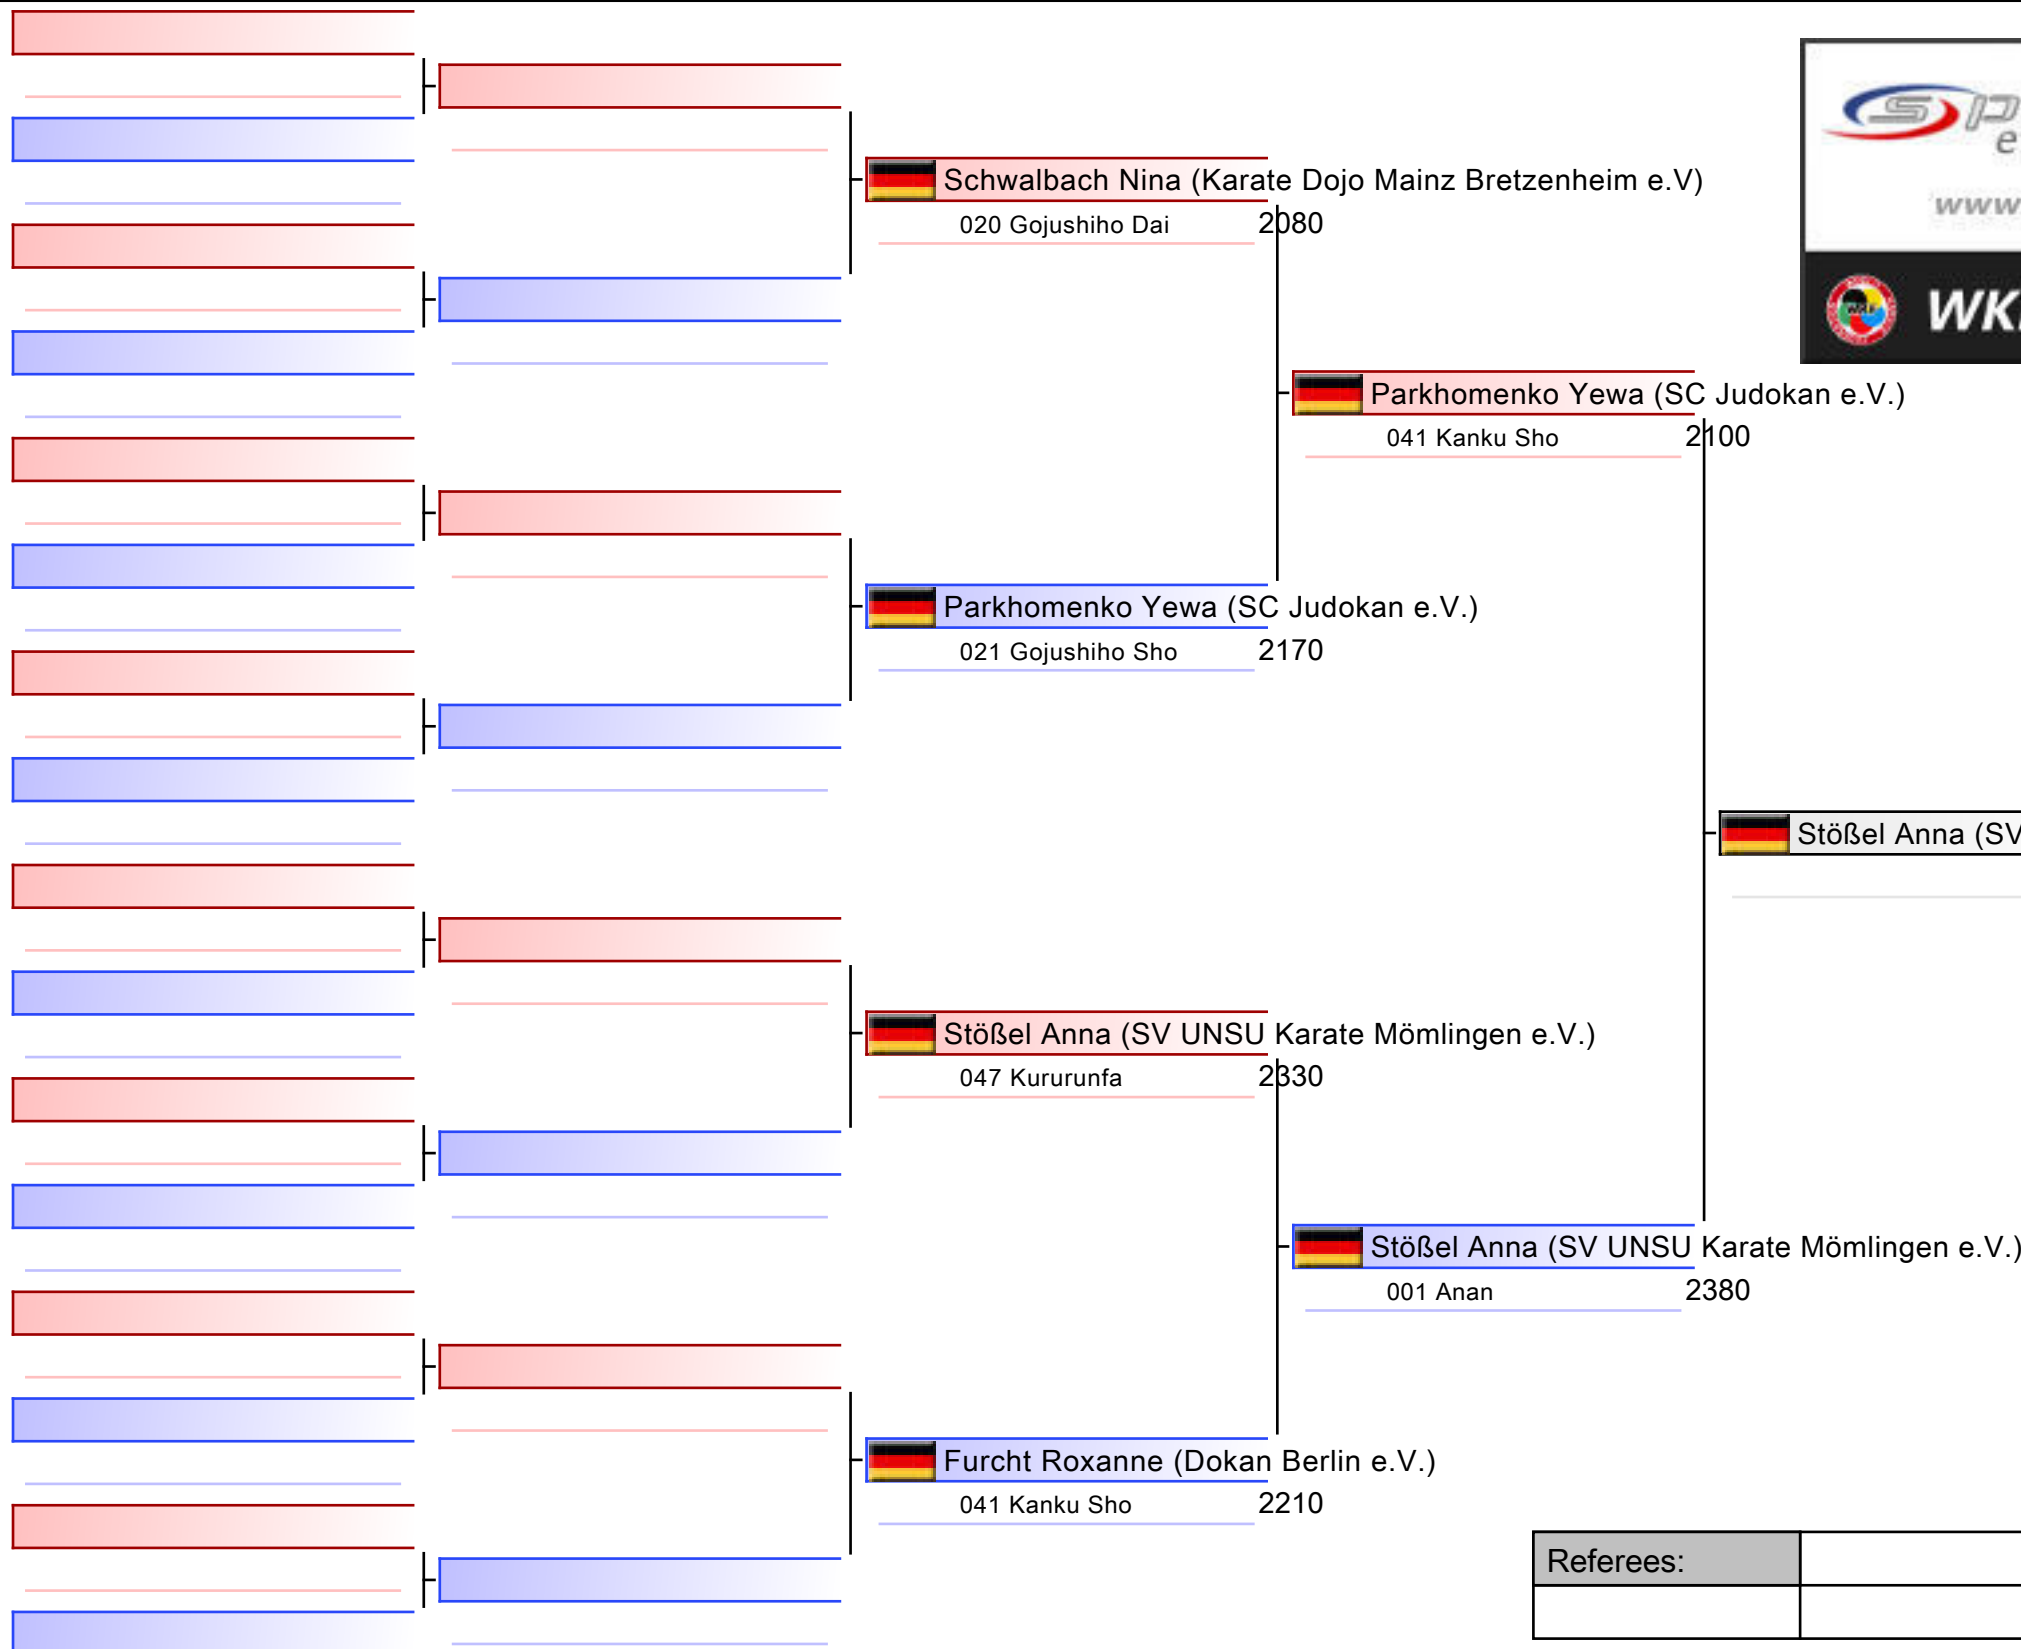 Schwalbach Nina (Karate Dojo Mainz Bretzenheim e.V)
020 Gojushiho Dai 2080
www
WK
Parkhomenko Yewa (SC Judokan e.V.)
041 Kanku Sho 2100
Parkhomenko Yewa (SC Judokan e.V.)
021 Gojushiho Sho 2170
Stößel Anna (SV
Stößel Anna (SV UNSU Karate Mömlingen e.V.)
047 Kururunfa 2330
Stößel Anna (SV UNSU Karate Mömlingen e.V.)
001 Anan 2380
Furcht Roxanne (Dokan Berlin e.V.)
041 Kanku Sho 2210
Referees: